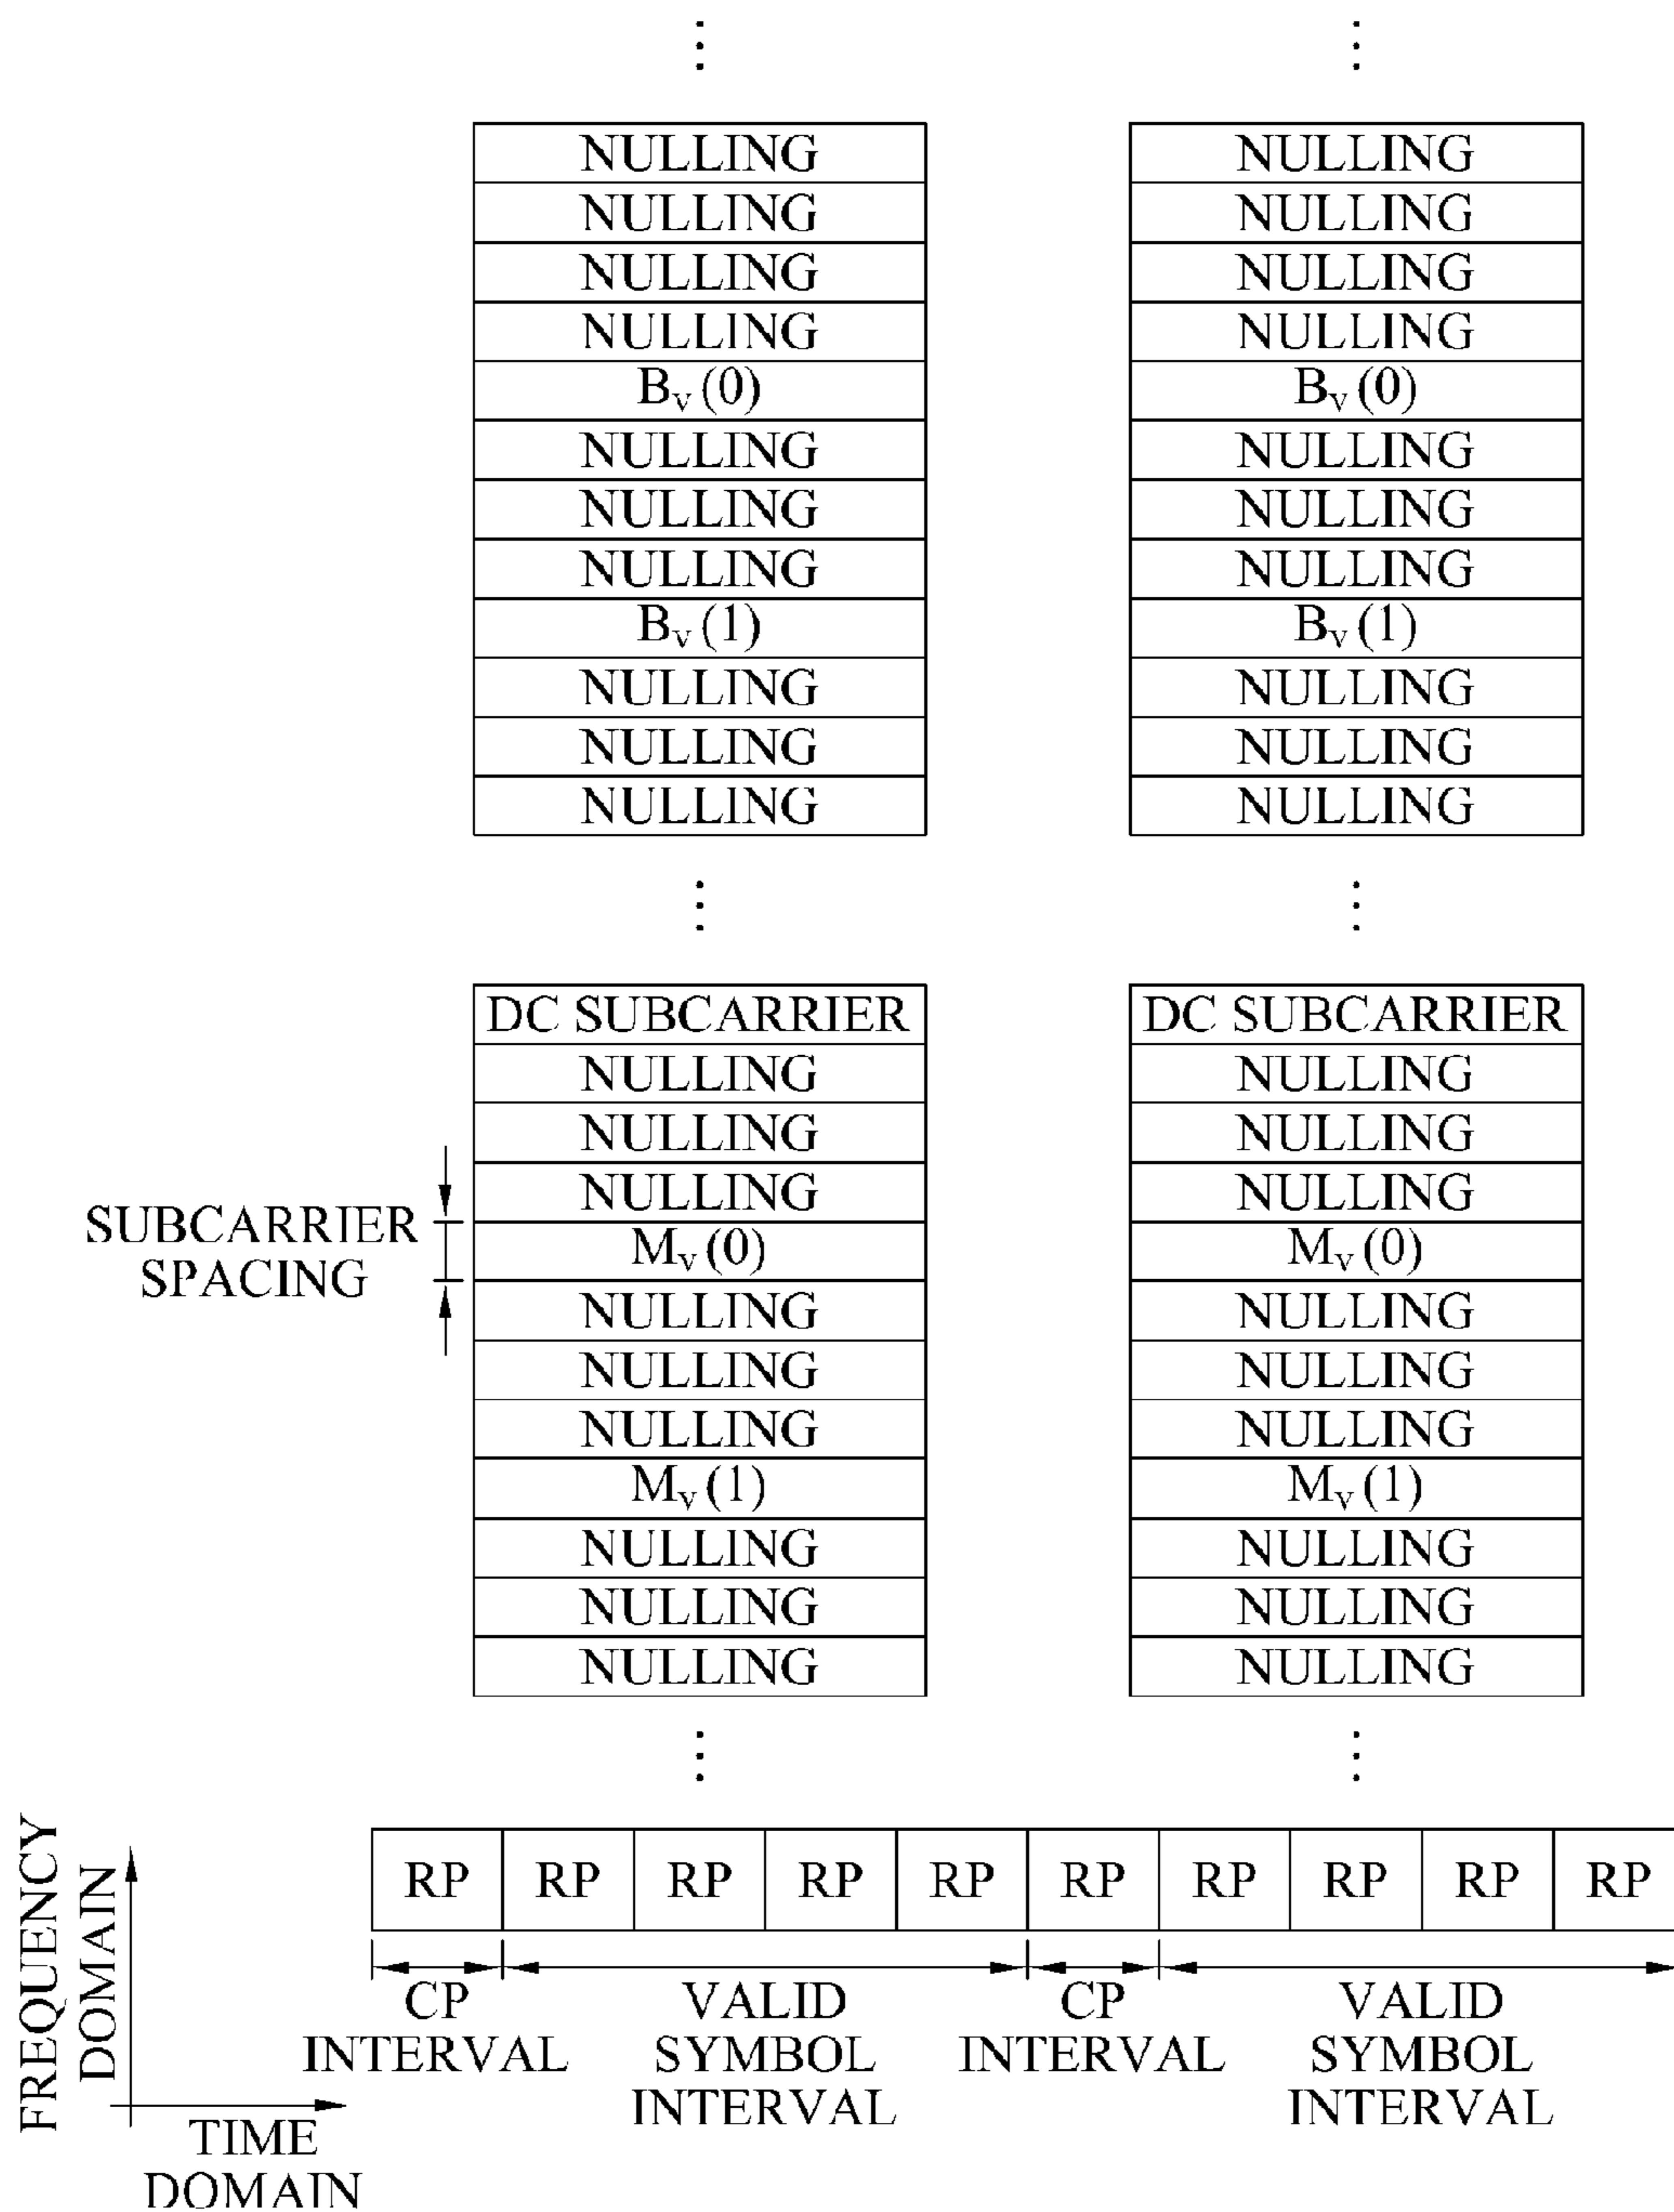 NULLING NULLING
NULLING NULLING
NULLING NULLING
NULLING NULLING
Bv(0) Bv(0)
NULLING NULLING
NULLING NULLING
NULLING NULLING
Bv(1) Bv(1)
NULLING NULLING
NULLING NULLING
NULLING NULLING
DC SUBCARRIER DC SUBCARRIER
NULLING NULLING
NULLING NULLING
NULLING NULLING
SUBCARRIER SPACING
Mv(0) Mv(0)
NULLING NULLING
NULLING NULLING
NULLING NULLING
Mv(1) Mv(1)
NULLING NULLING
NULLING NULLING
NULLING NULLING
RP RP RP RP RP RP RP RP RP RP
CP INTERVAL
VALID SYMBOL INTERVAL
CP INTERVAL
VALID SYMBOL INTERVAL
FREQUENCY DOMAIN
TIME DOMAIN